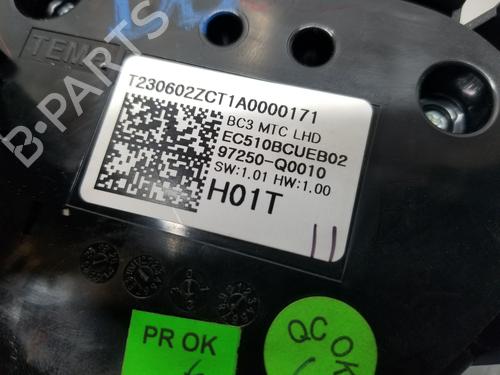 T230602ZCT1A0000171
BC3 MTC LHD
EC510BCUEB02
97250-Q0010
SW:1.01 HW:1.00
H01T
PR OK
QC OK
B-PARTS